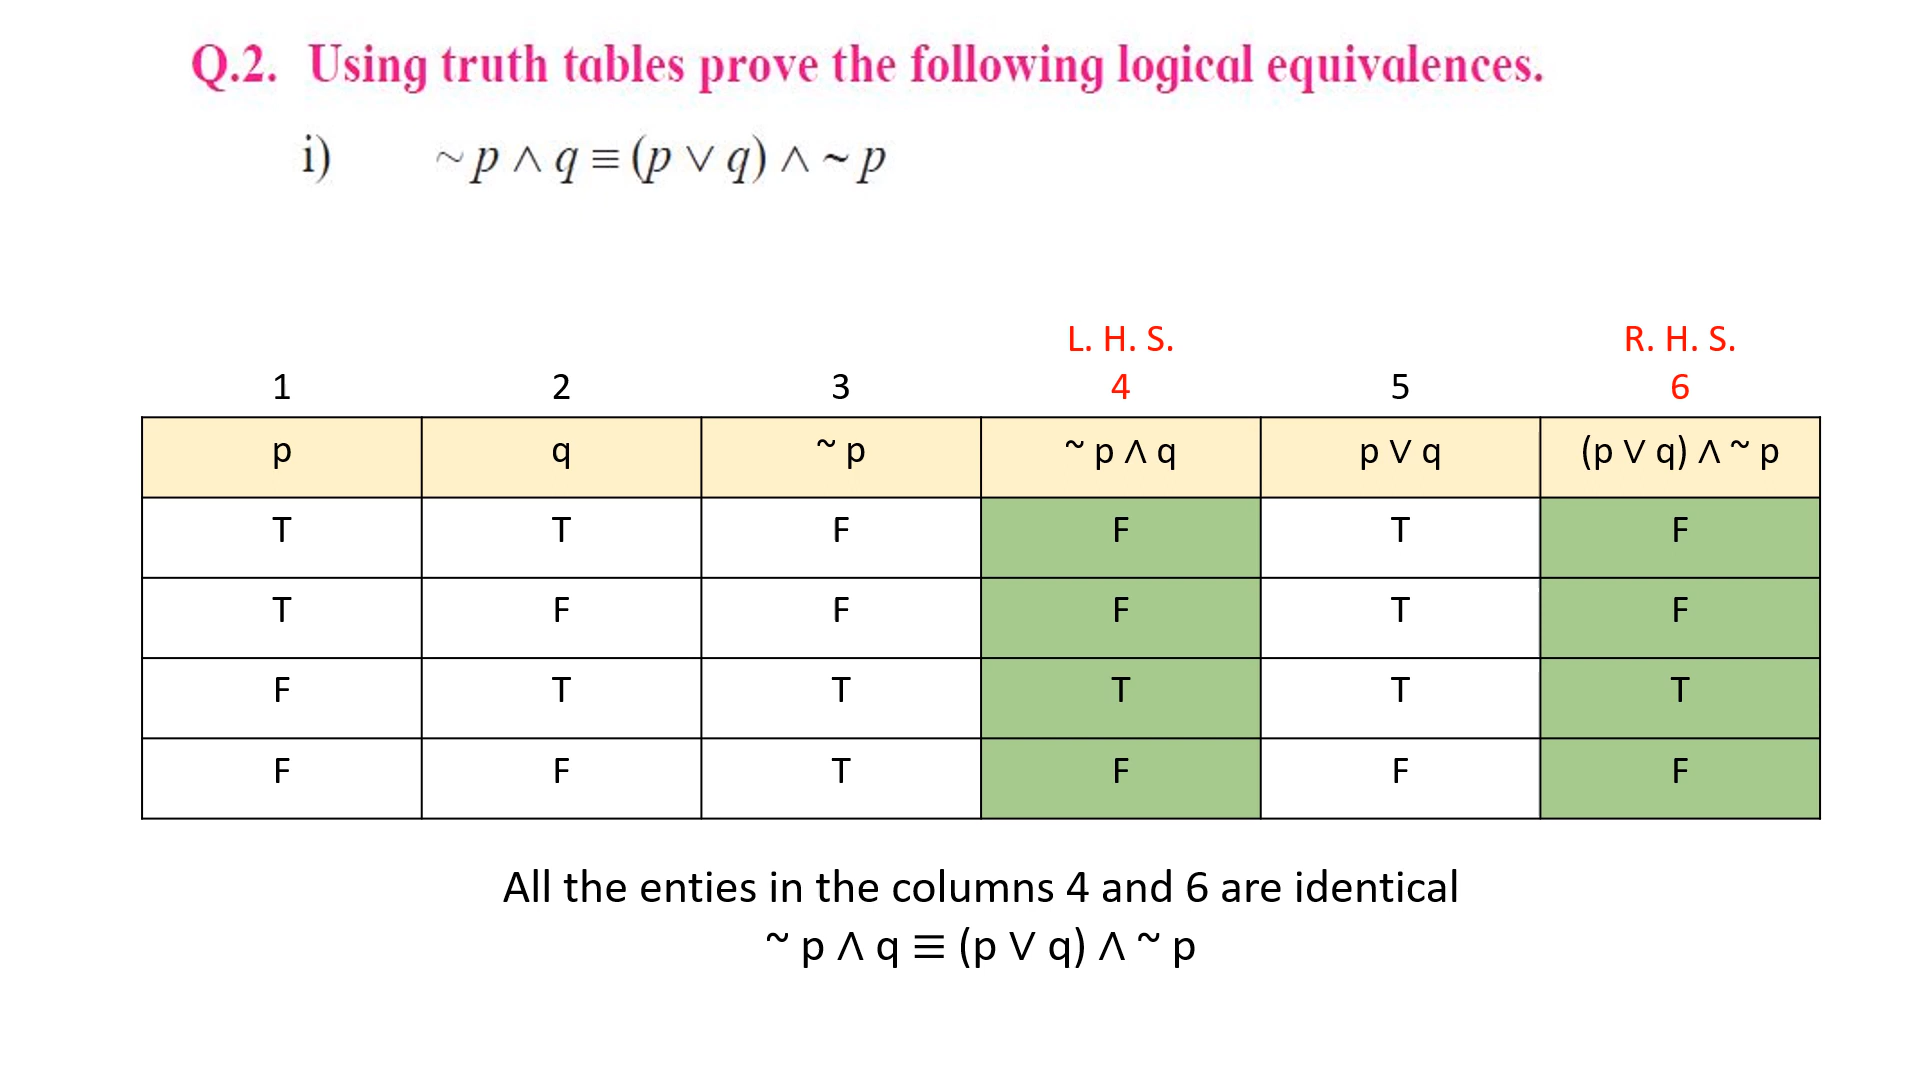 Q.2. Using truth tables prove the following logical equivalences.
i) ~ p ∧ q ≡ (p ∨ q) ∧ ~ p
L. H. S. R. H. S.
1 2 3 4 5 6
p q ~ p ~ p ∧ q p ∨ q (p ∨ q) ∧ ~ p
T T F F T F
T F F F T F
F T T T T T
F F T F F F
All the enties in the columns 4 and 6 are identical
~ p ∧ q ≡ (p ∨ q) ∧ ~ p